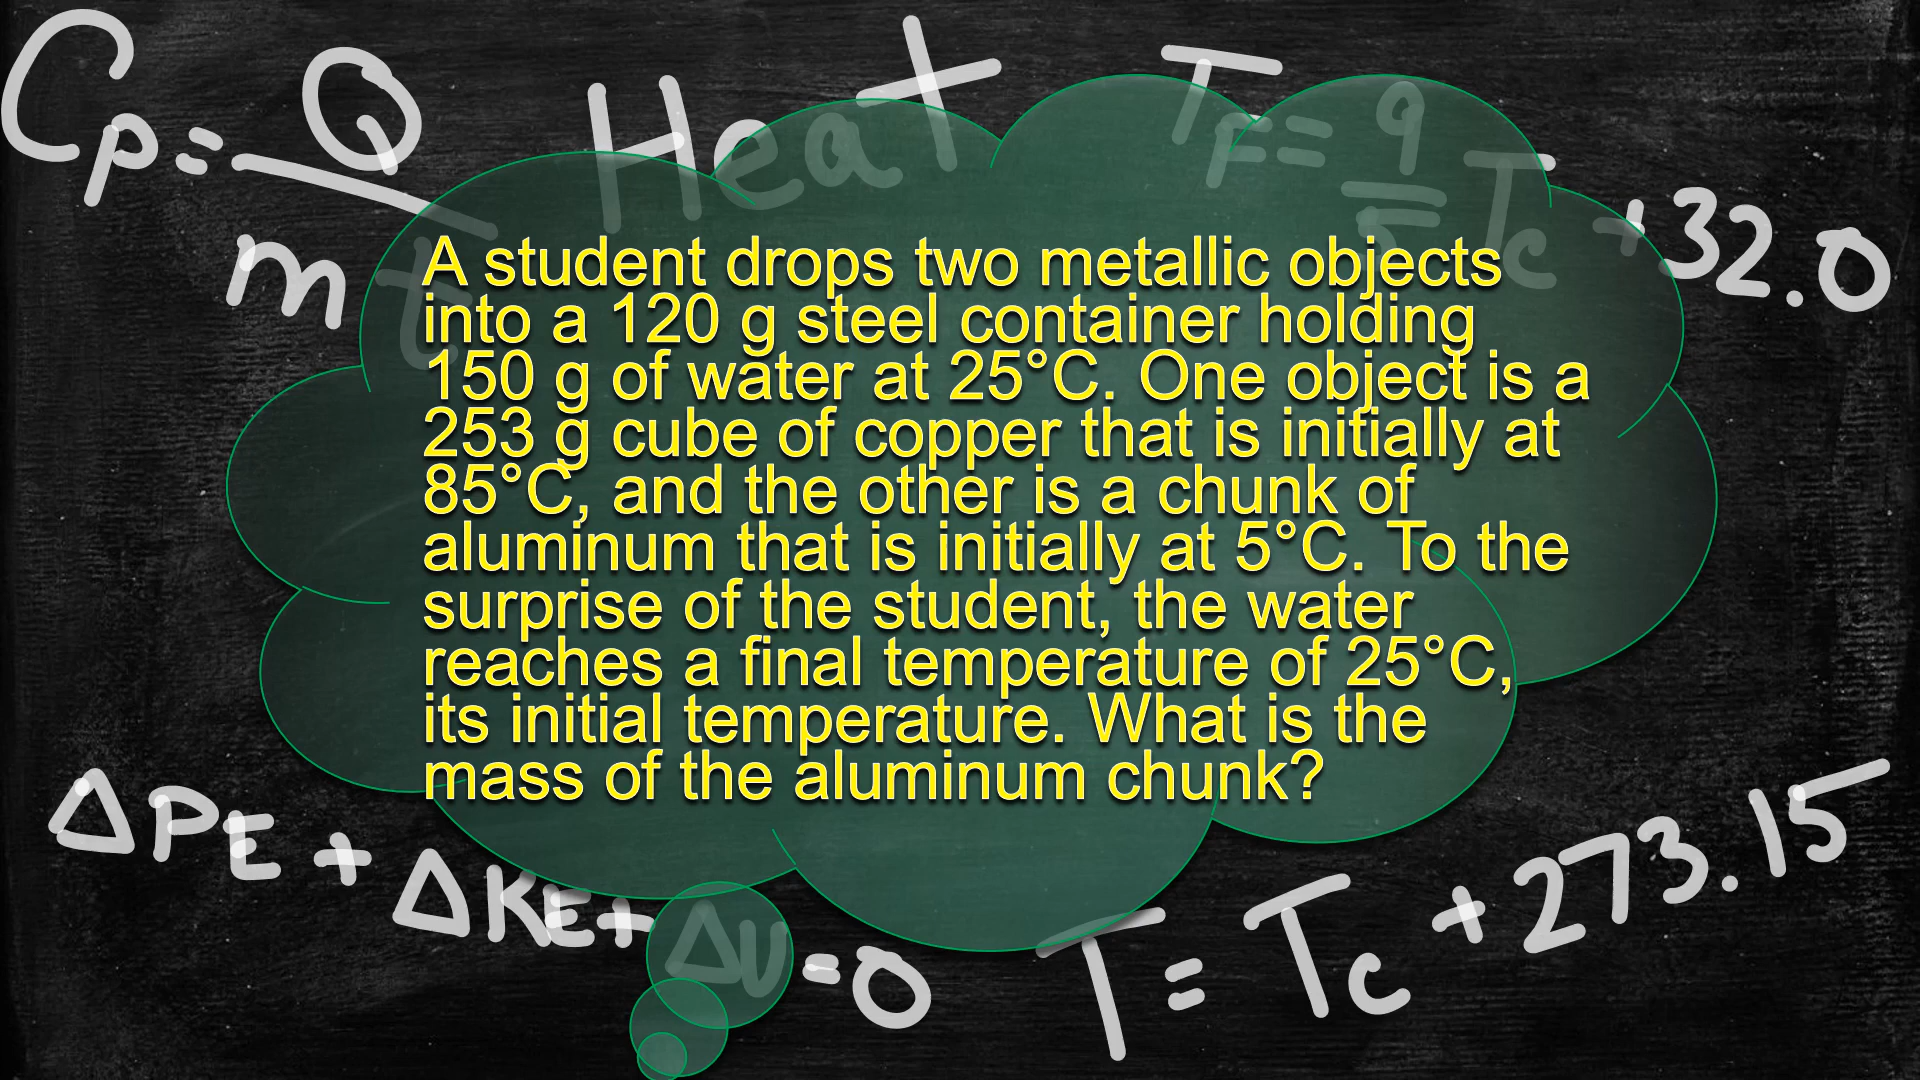 Cp = Q
m t
Heat
TF = 9
5 Tc + 32.0
A student drops two metallic objects
into a 120 g steel container holding
150 g of water at 25°C. One object is a
253 g cube of copper that is initially at
85°C, and the other is a chunk of
aluminum that is initially at 5°C. To the
surprise of the student, the water
reaches a final temperature of 25°C,
its initial temperature. What is the
mass of the aluminum chunk?
ΔPE + ΔKE + ΔU = 0
T = Tc + 273.15